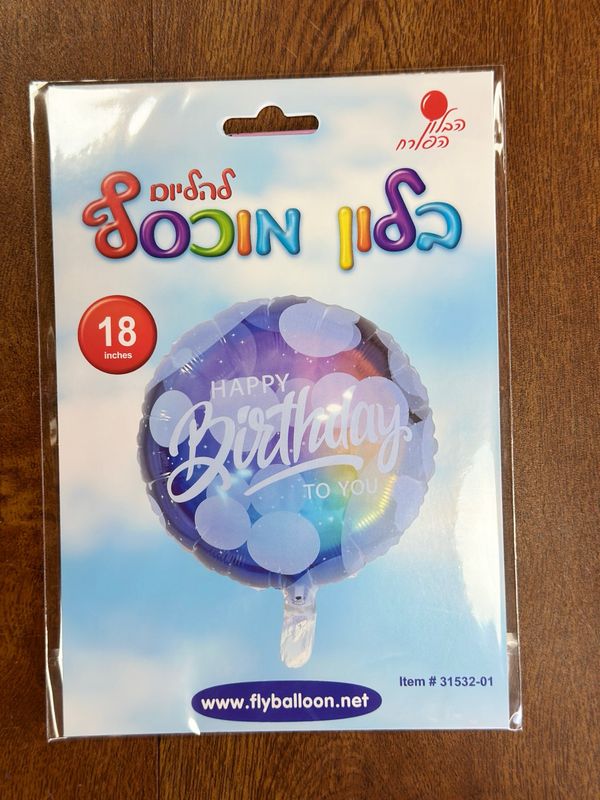 הבלון
הפורח
להליום
בלון מוכסף
18
inches
HAPPY
Birthday
TO YOU
Item # 31532-01
www.flyballoon.net